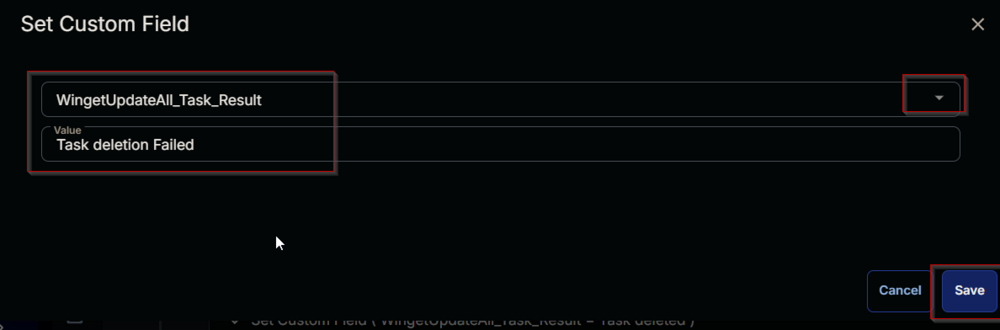 Set Custom Field
WingetUpdateAll_Task_Result
Value
Task deletion Failed
Cancel
Save
Set Custom Field ( WingetUpdateAll_Task_Result = Task deleted )